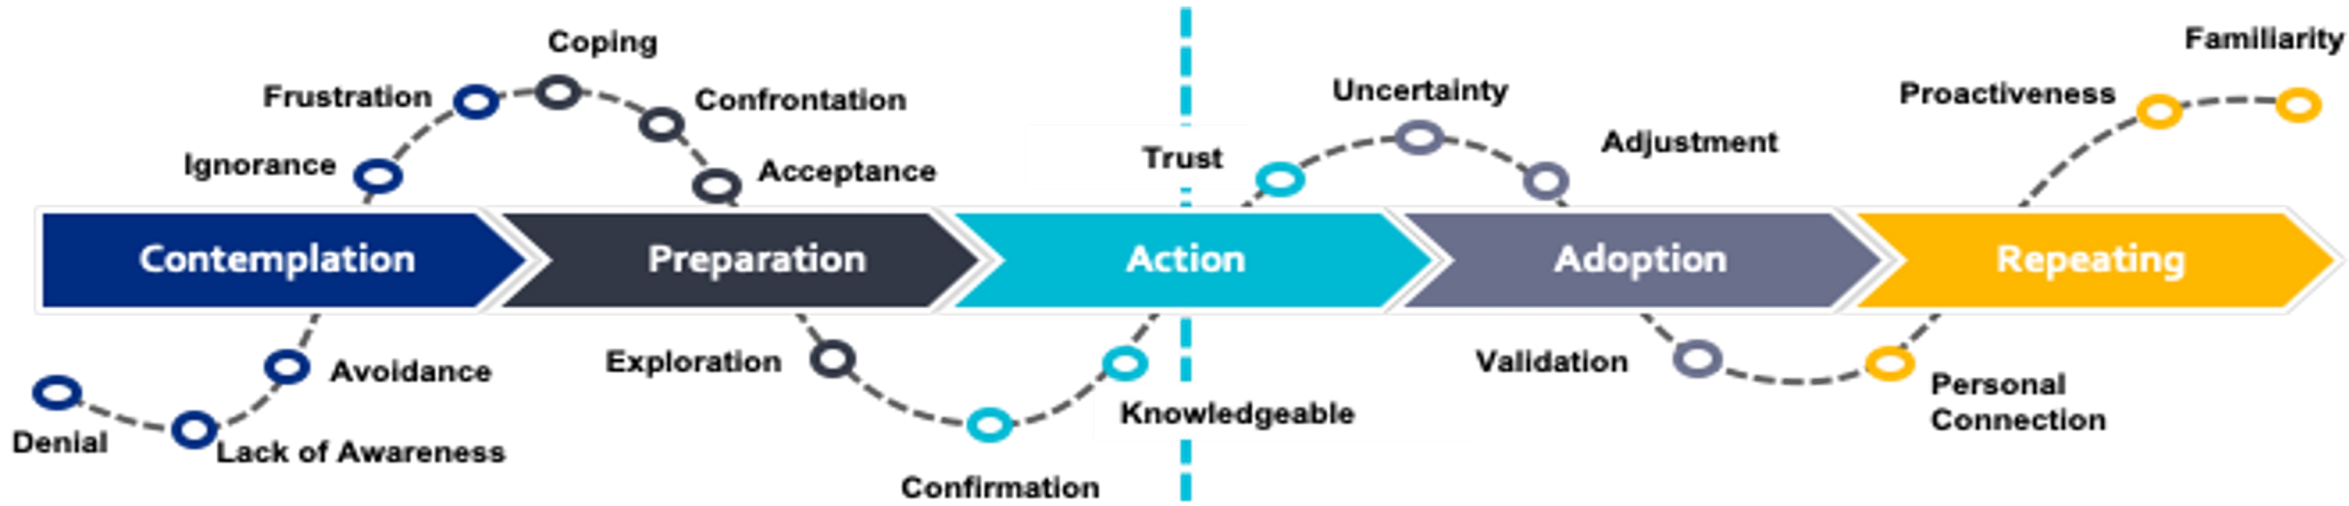 Coping
Familiarity
Frustration
Confrontation
Uncertainty
Proactiveness
Ignorance
Acceptance
Trust
Adjustment
Contemplation
Preparation
Action
Adoption
Repeating
Denial
Lack of Awareness
Avoidance
Exploration
Confirmation
Knowledgeable
Validation
Personal
Connection